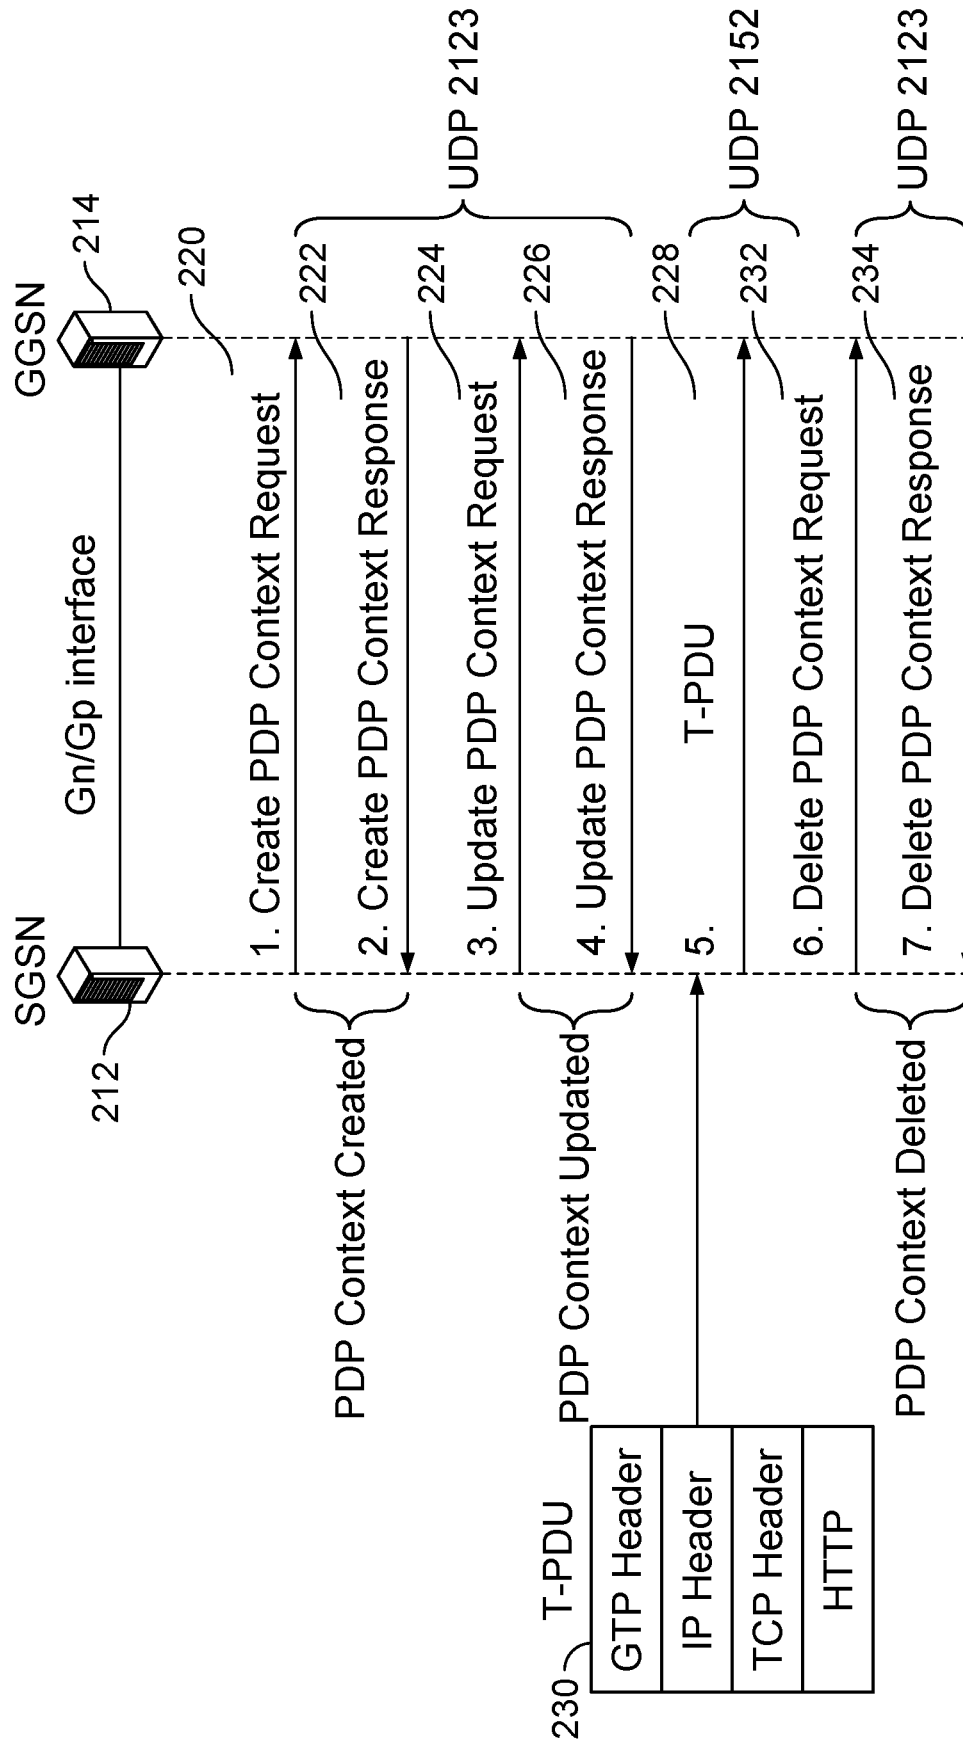 SGSN
Gn/Gp interface
GGSN
212
214
220
1. Create PDP Context Request
222
PDP Context Created
2. Create PDP Context Response
224
UDP 2123
3. Update PDP Context Request
226
PDP Context Updated
4. Update PDP Context Response
228
T-PDU
230
GTP Header
IP Header
TCP Header
HTTP
5.
T-PDU
UDP 2152
232
6. Delete PDP Context Request
234
PDP Context Deleted
7. Delete PDP Context Response
UDP 2123